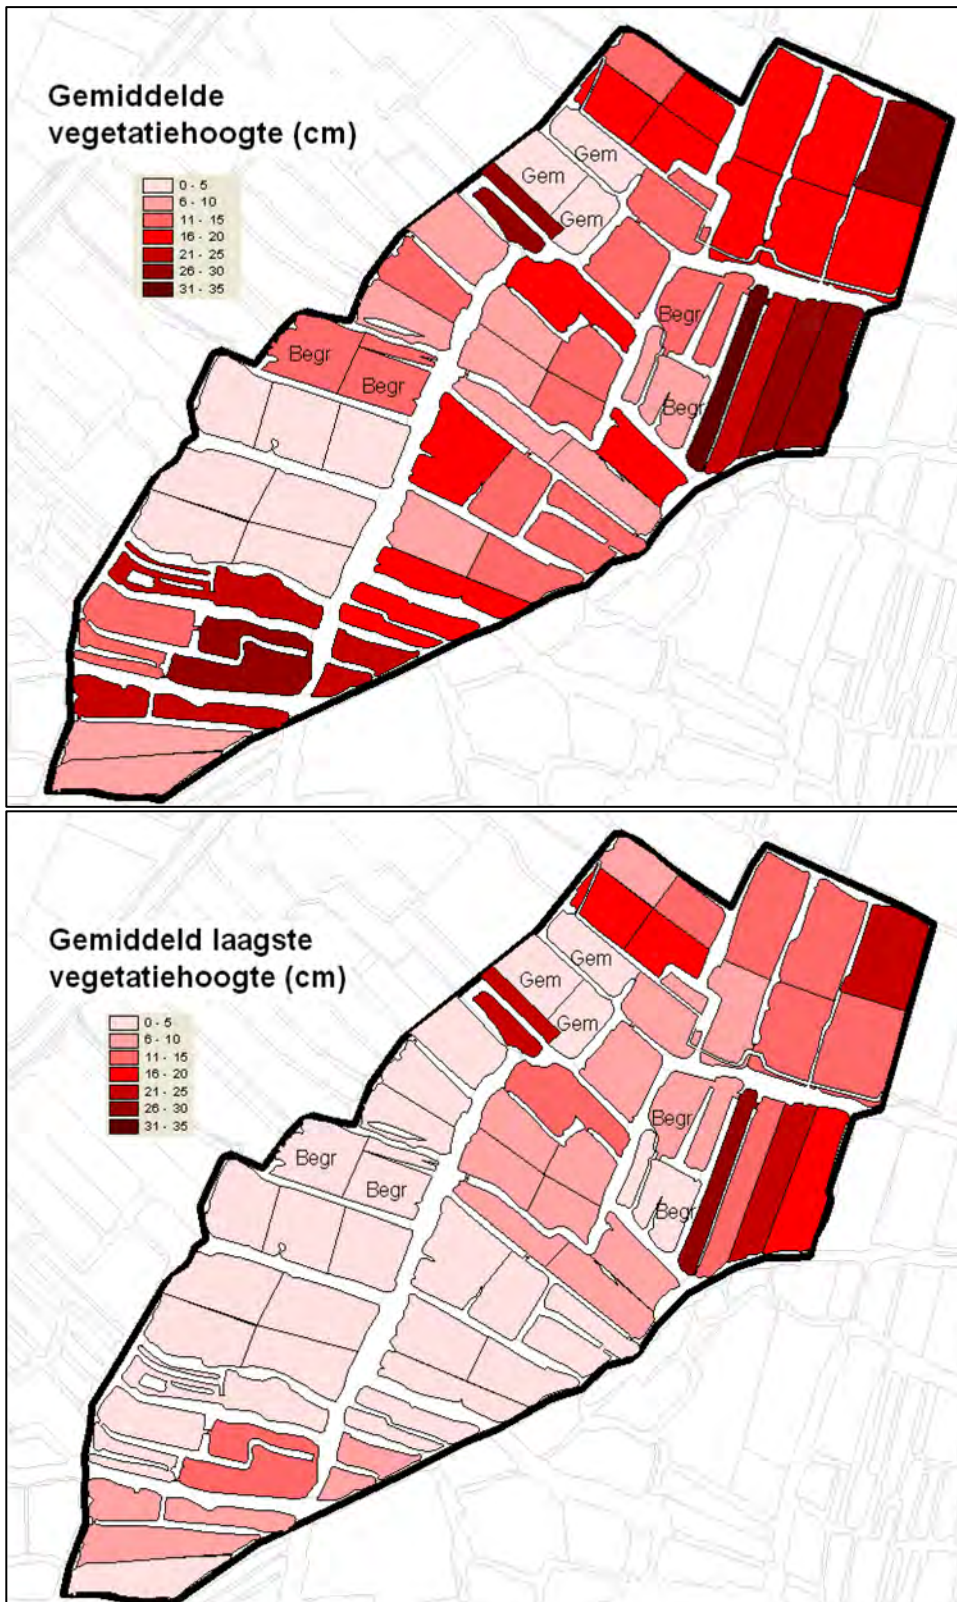 Gemiddelde
vegetatiehoogte (cm)
0 - 5
6 - 10
11 - 15
16 - 20
21 - 25
26 - 30
31 - 35
Gem
Gem
Gem
Begr
Begr
Begr
Begr
Gemiddeld laagste
vegetatiehoogte (cm)
0 - 5
6 - 10
11 - 15
16 - 20
21 - 25
26 - 30
31 - 35
Gem
Gem
Gem
Begr
Begr
Begr
Begr